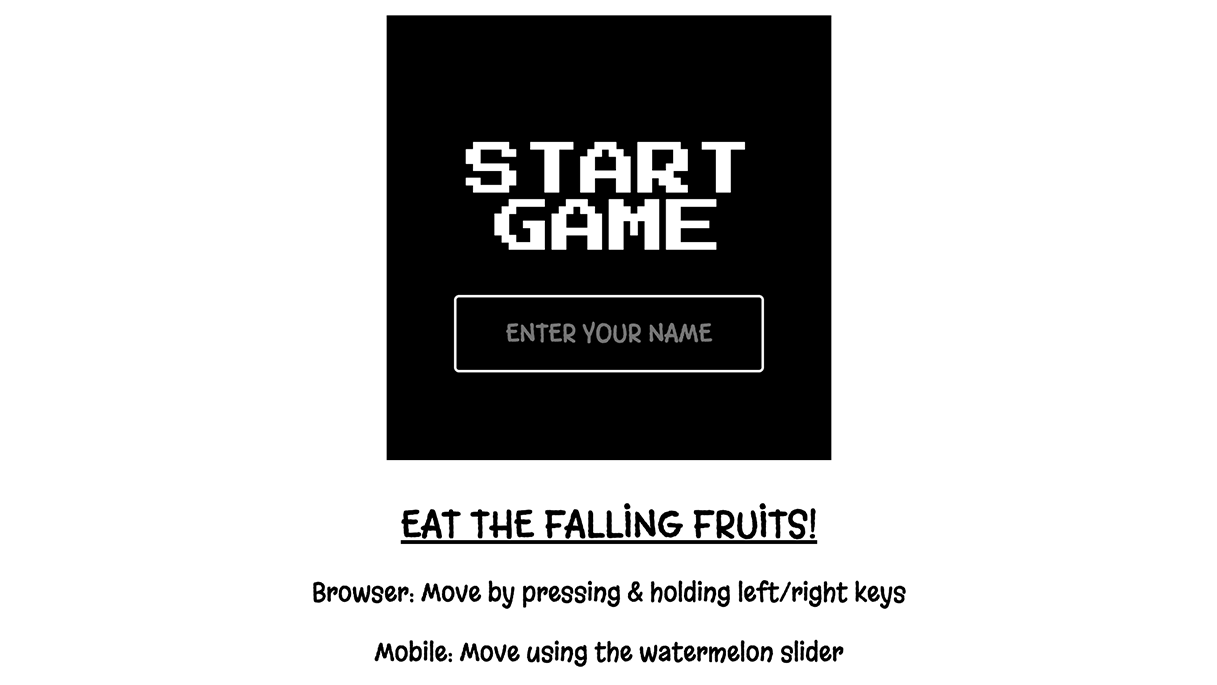 START
GAME
ENTER YOUR NAME
EAT THE FALLING FRUITS!
Browser: Move by pressing & holding left/right keys
Mobile: Move using the watermelon slider